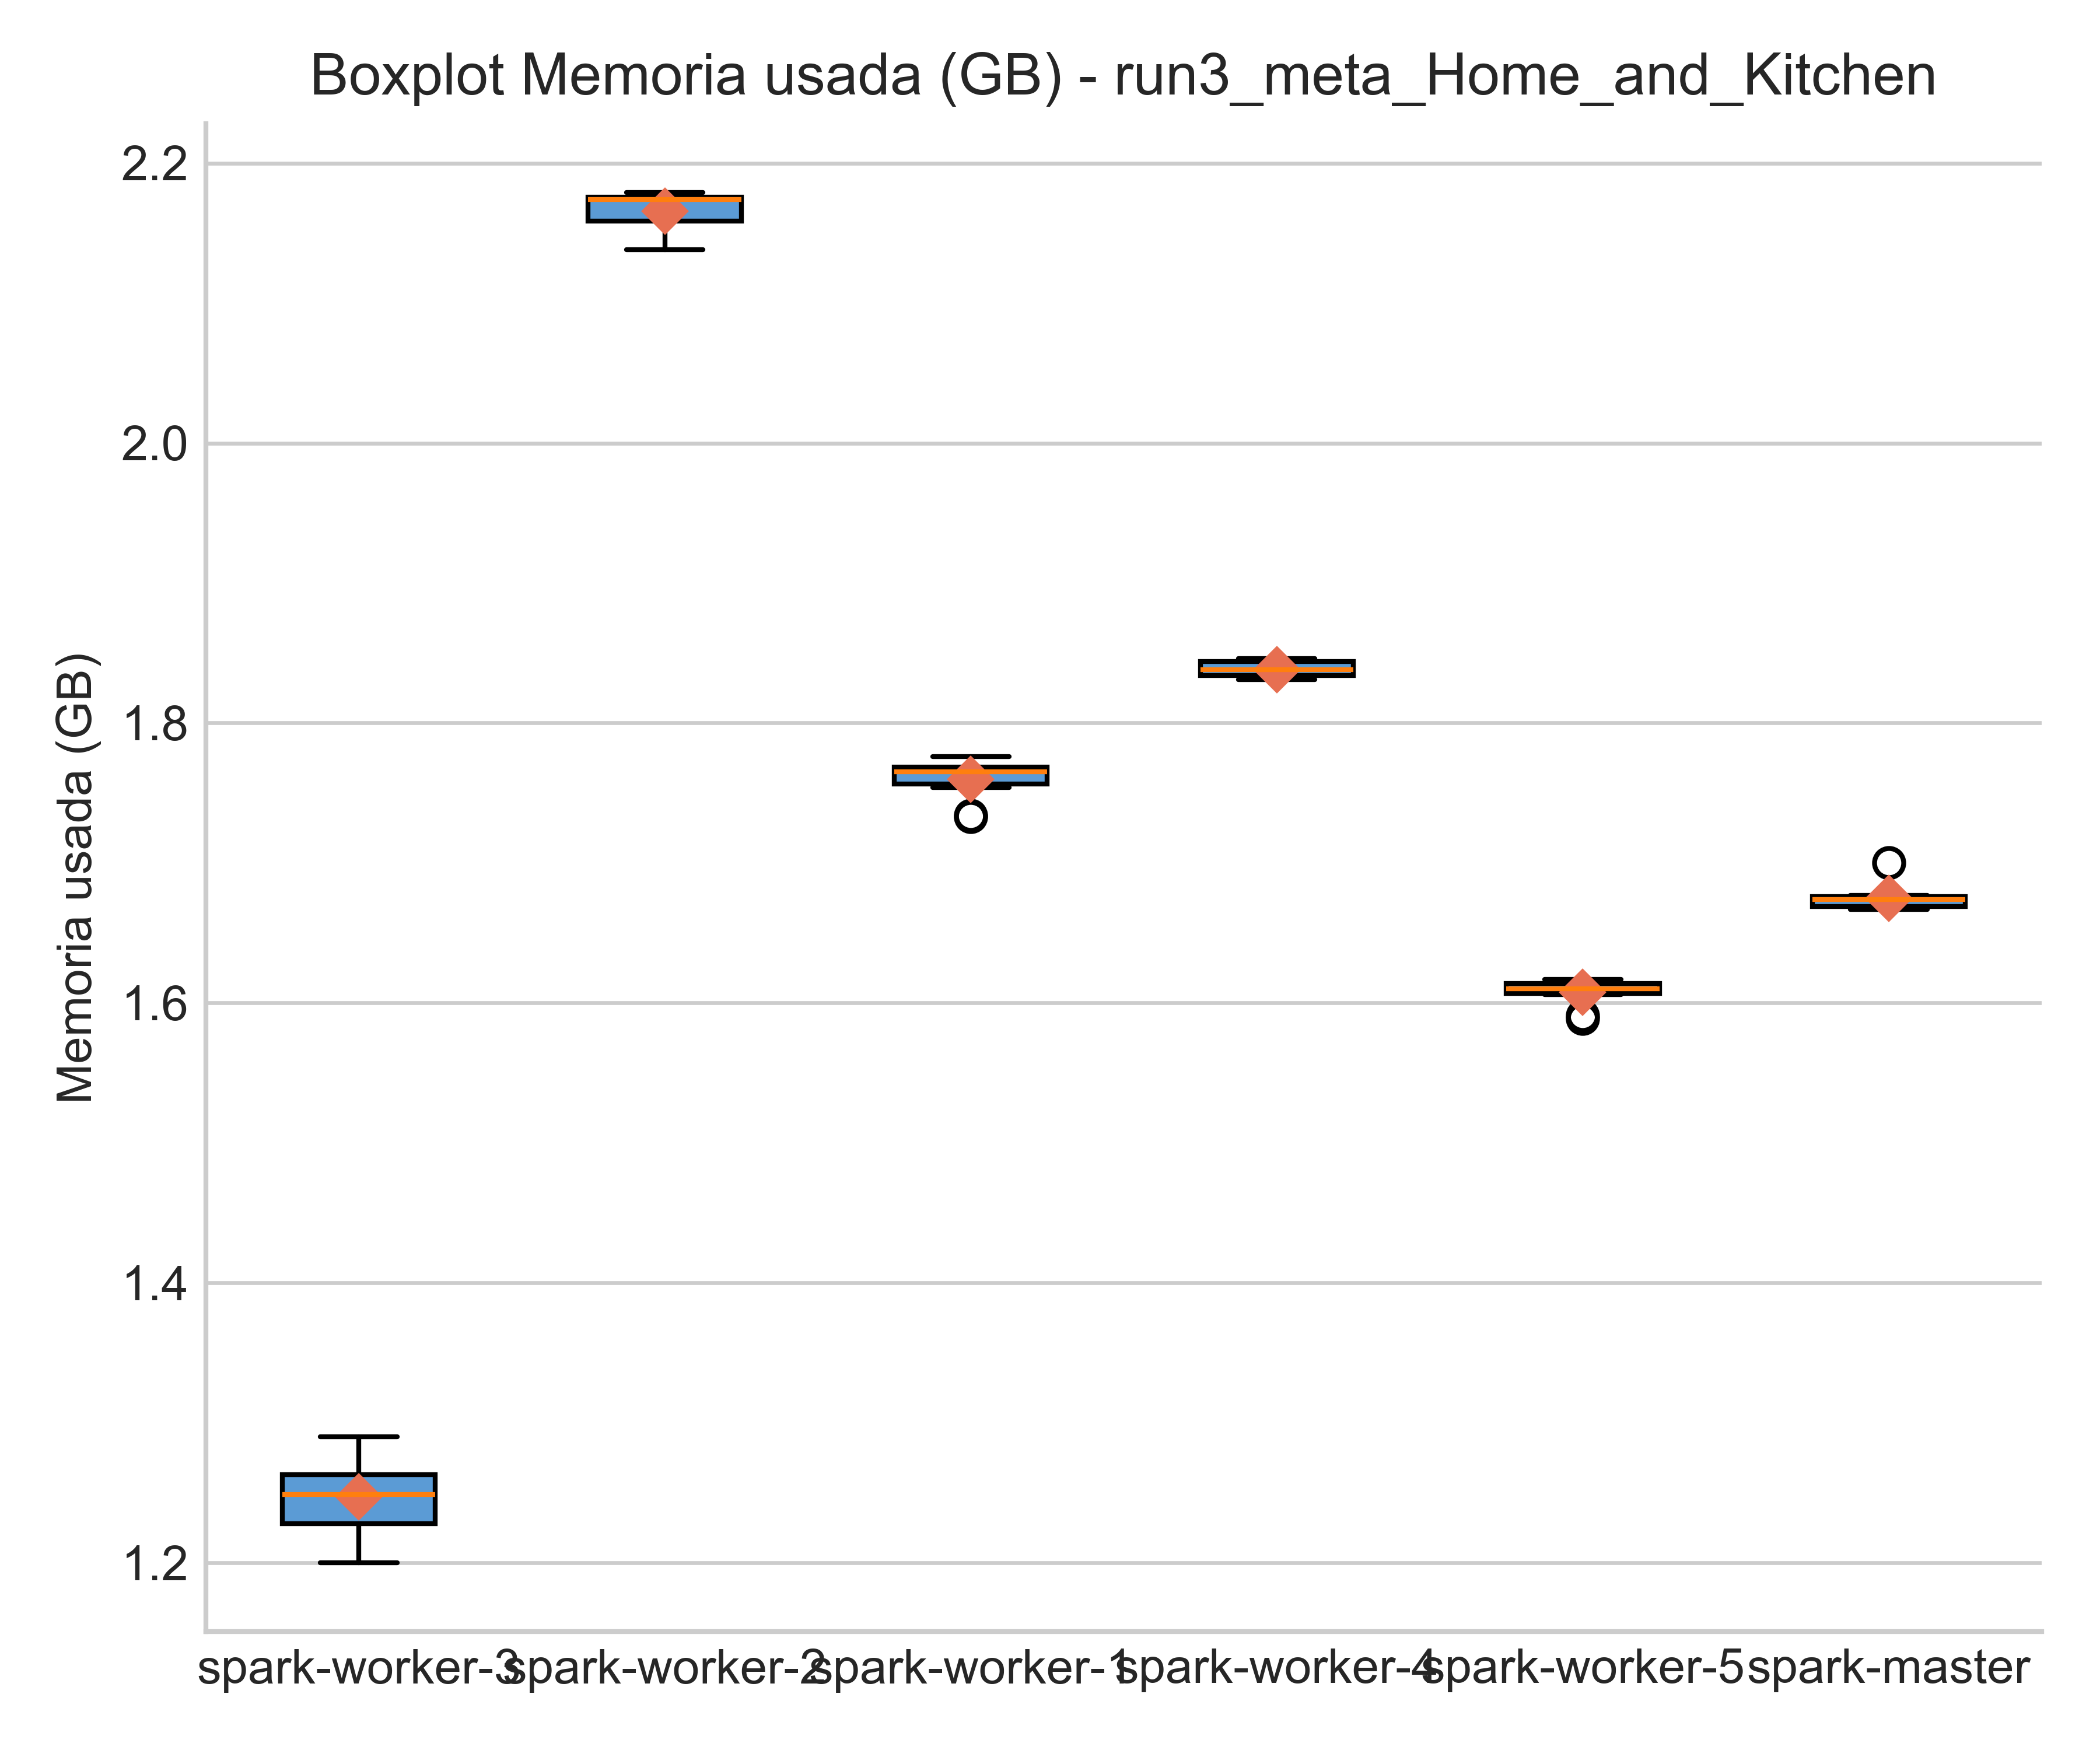 Boxplot Memoria usada (GB) - run3_meta_Home_and_Kitchen
Memoria usada (GB)
2.2
2.0
1.8
1.6
1.4
1.2
spark-worker-3 spark-worker-2 spark-worker-1 spark-worker-4 spark-worker-5 spark-master